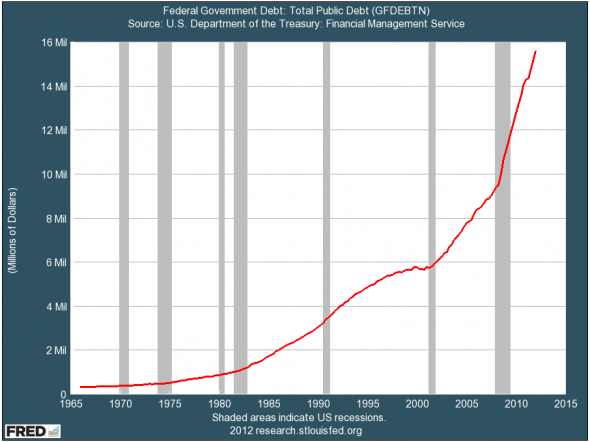 Federal Government Debt: Total Public Debt (GFDEBTN)
Source: U.S. Department of the Treasury: Financial Management Service
16 Mil
14 Mil
12 Mil
10 Mil
8 Mil
6 Mil
4 Mil
2 Mil
0
(Millions of Dollars)
1965 1970 1975 1980 1985 1990 1995 2000 2005 2010 2015
Shaded areas indicate US recessions.
FRED 2012 research.stlouisfed.org